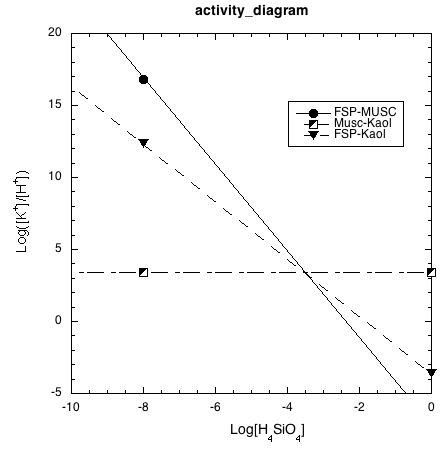 activity_diagram
20
15
10
5
0
-5
Log([K⁺]/[H⁺])
FSP-MUSC
Musc-Kaol
FSP-Kaol
-10 -8 -6 -4 -2 0
Log[H₄SiO₄]